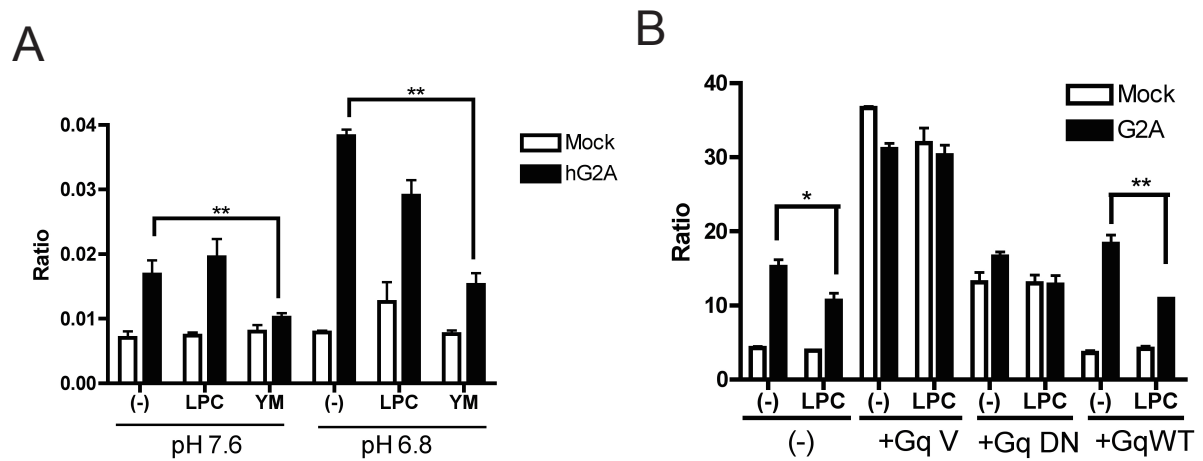 A
**
**
0.04
0.03
0.02
0.01
0.00
Ratio
Mock
hG2A
(-) LPC YM (-) LPC YM
pH 7.6 pH 6.8
B
40
30
20
10
0
Ratio
Mock
G2A
*
**
(-) LPC (-) LPC (-) LPC (-) LPC
(-) +Gq V +Gq DN +GqWT